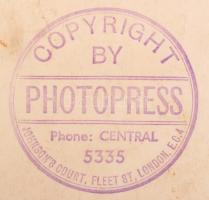 COPYRIGHT
BY
PHOTOPRESS
Phone: CENTRAL
5335
JOHNSON'S COURT, FLEET ST, LONDON, E.C.4